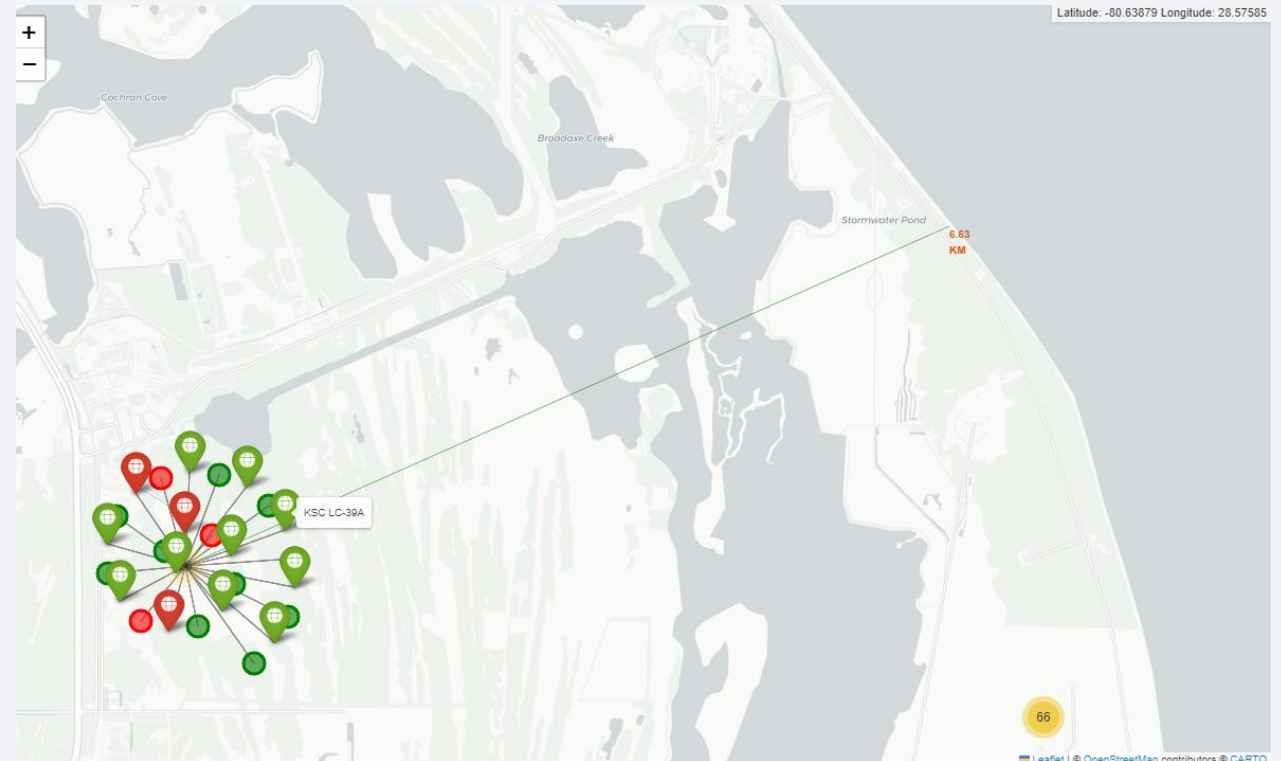 +
−
Latitude: -80.63879 Longitude: 28.57585
Cochran Cove
Broadaxe Creek
Stormwater Pond
6.63
KM
KSC LC-39A
66
Leaflet | © OpenStreetMap contributors © CARTO